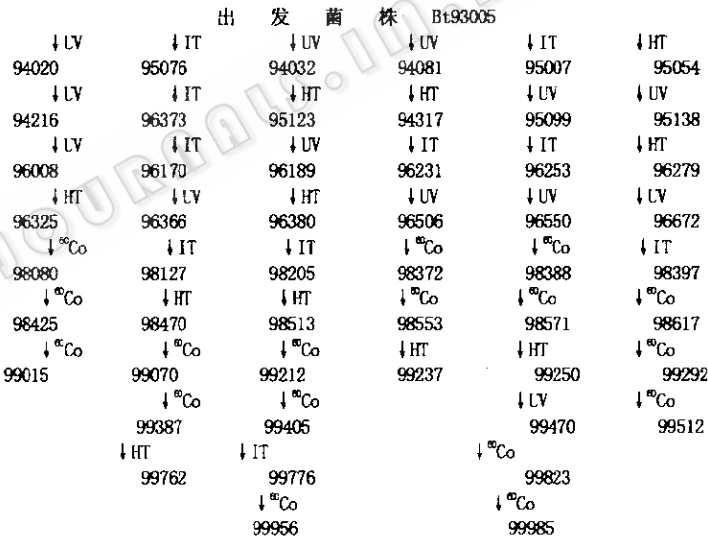 出 发 菌 株 Bt93005
↓UV ↓IT ↓UV ↓UV ↓IT ↓HT
94020 95076 94032 94081 95007 95054
↓UV ↓IT ↓HT ↓HT ↓UV ↓UV
94216 96373 95123 94317 95099 95138
↓UV ↓IT ↓UV ↓IT ↓IT ↓HT
96008 96170 96189 96231 96253 96279
↓HT ↓UV ↓HT ↓UV ↓UV ↓UV
96325 96366 96380 96506 96550 96672
↓⁶⁰Co ↓IT ↓IT ↓⁶⁰Co ↓⁶⁰Co ↓IT
98080 98127 98205 98372 98388 98397
↓⁶⁰Co ↓HT ↓HT ↓⁶⁰Co ↓⁶⁰Co ↓⁶⁰Co
98425 98470 98513 98553 98571 98617
↓⁶⁰Co ↓⁶⁰Co ↓⁶⁰Co ↓HT ↓HT ↓⁶⁰Co
99015 99070 99212 99237 99250 99292
↓⁶⁰Co ↓⁶⁰Co ↓UV ↓⁶⁰Co
99387 99405 99470 99512
↓HT ↓IT ↓⁶⁰Co
99762 99776 99823
↓⁶⁰Co ↓⁶⁰Co
99956 99985